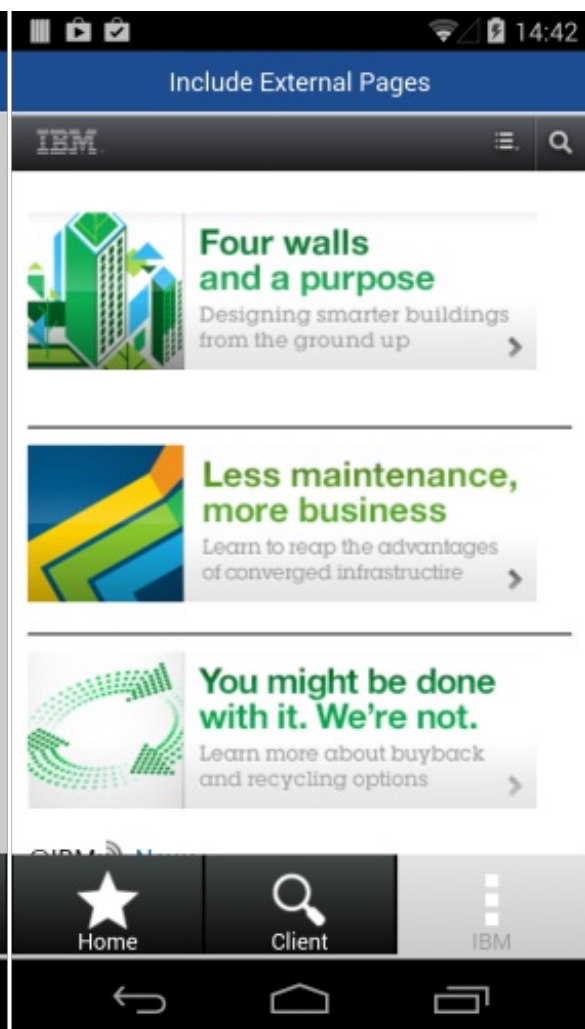 14:42
Include External Pages
IBM.
Four walls
and a purpose
Designing smarter buildings
from the ground up
Less maintenance,
more business
Learn to reap the advantages
of converged infrastructire
You might be done
with it. We're not.
Learn more about buyback
and recycling options
Home
Client
IBM